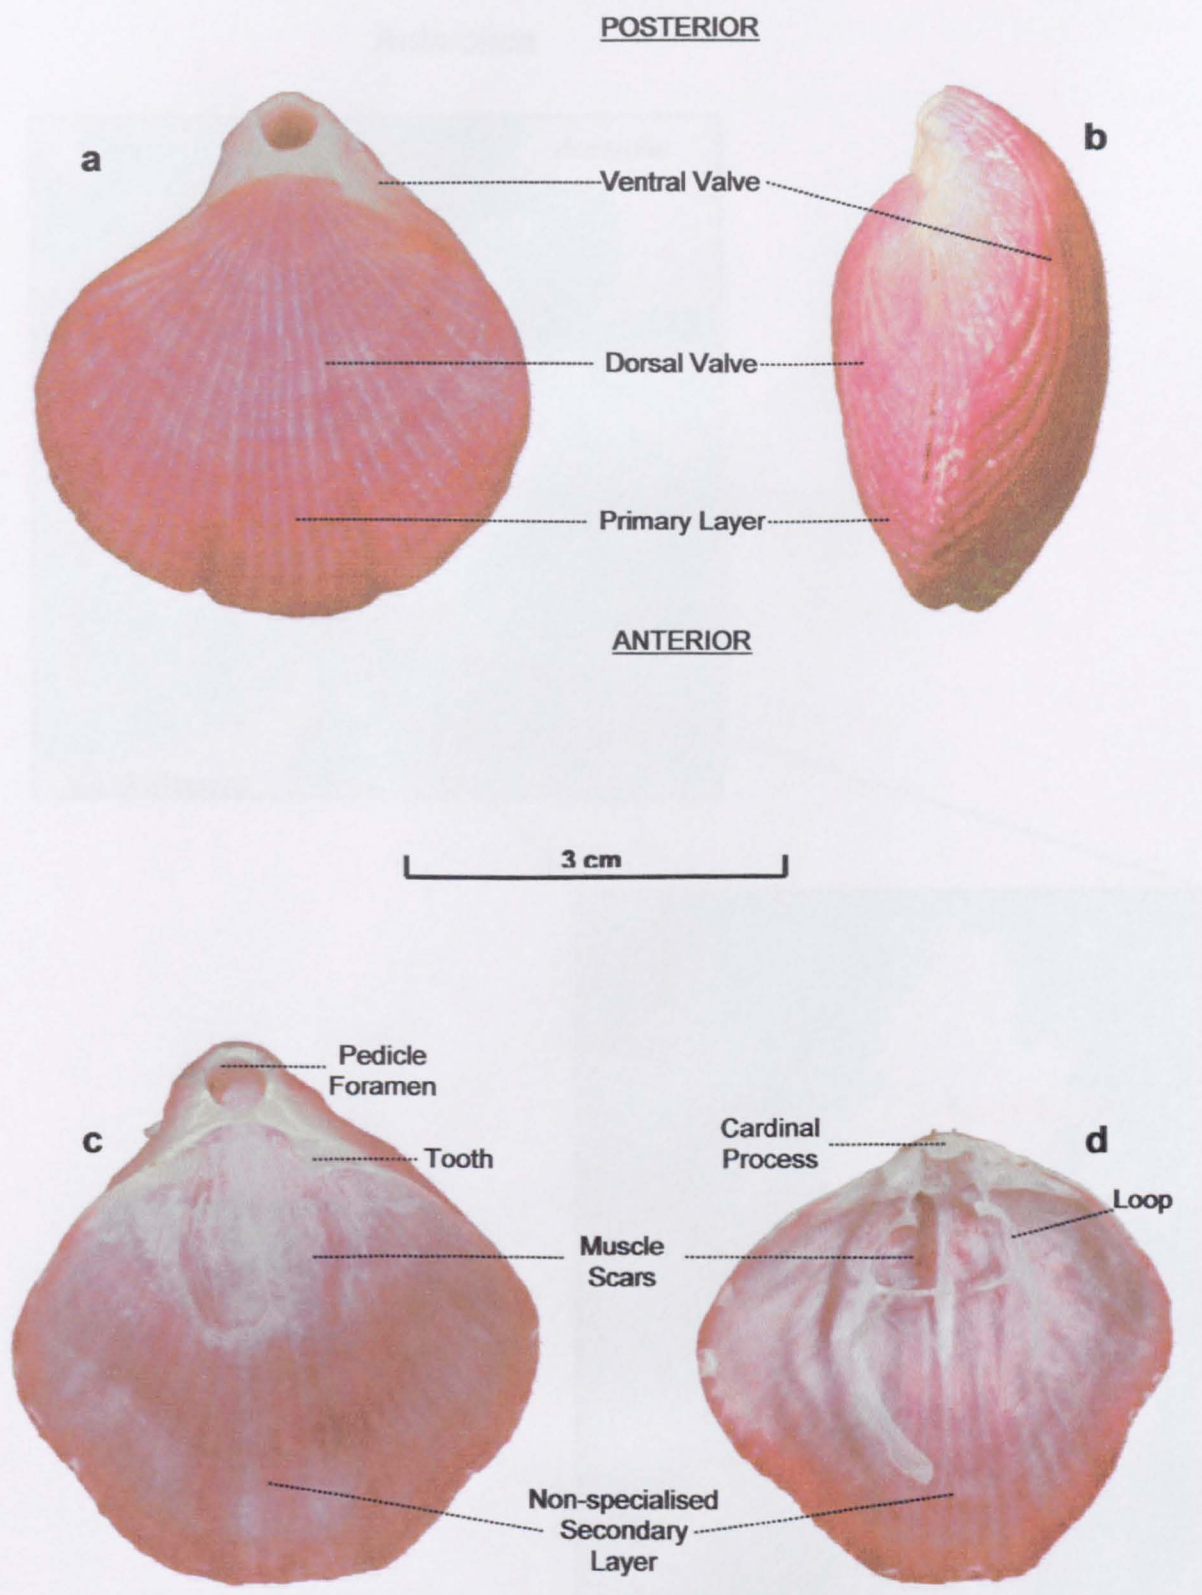 POSTERIOR
a
b
Ventral Valve
Dorsal Valve
Primary Layer
ANTERIOR
3 cm
Pedicle
Foramen
c
Tooth
Cardinal
Process
d
Loop
Muscle
Scars
Non-specialised
Secondary
Layer